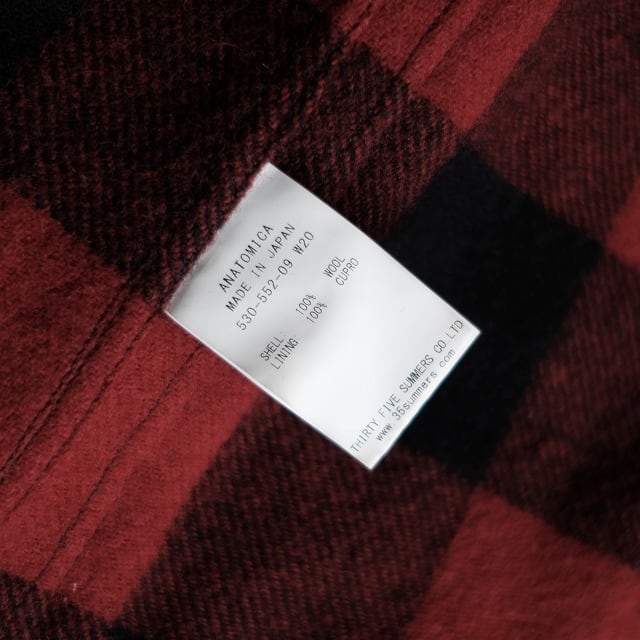 ANATOMICA
MADE IN JAPAN
530-552-09 W20
SHELL: 100% WOOL
LINING 100% CUPRO
THIRTY FIVE SUMMERS CO.LTD
www.35summers.com